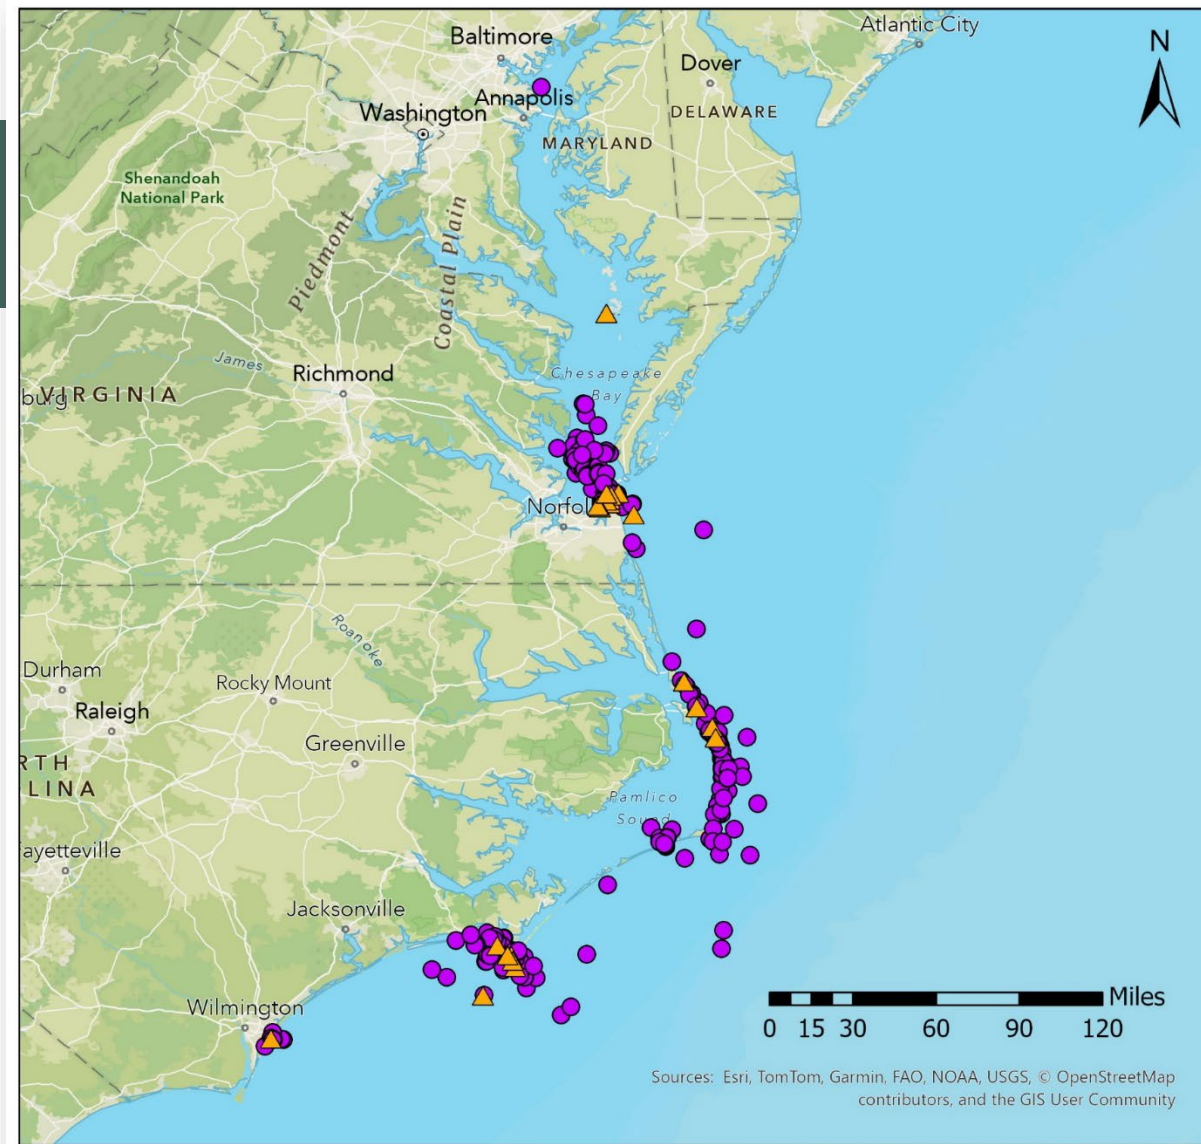 Atlantic City
Baltimore
N
Dover
Annapolis
Washington
DELAWARE
MARYLAND
Shenandoah
National Park
Piedmont
Coastal Plain
James
Richmond
Chesapeake
Bay
burg
VIRGINIA
Norfol
Roanoke
Durham
Rocky Mount
Raleigh
Greenville
RTH
LINA
Pamlico
Sound
ayetteville
Jacksonville
Wilmington
Miles
0 15 30 60 90 120
Sources: Esri, TomTom, Garmin, FAO, NOAA, USGS, © OpenStreetMap
contributors, and the GIS User Community